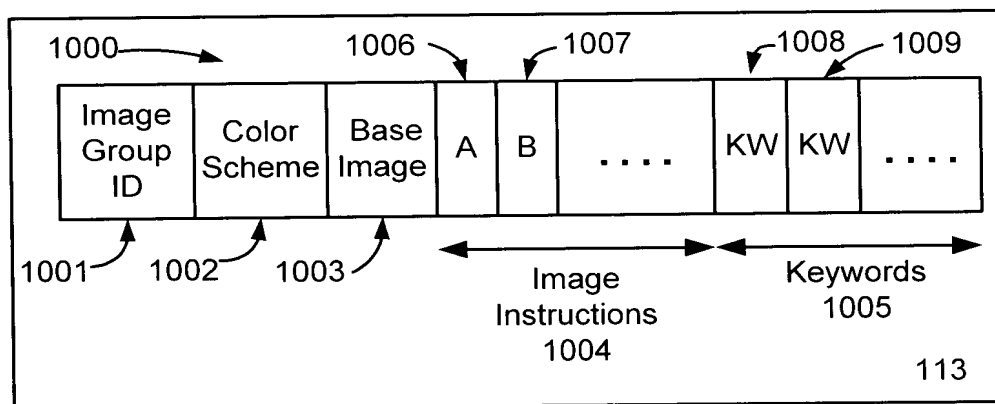 1000
1006
1007
1008
1009
Image
Group
ID
Color
Scheme
Base
Image
A
B
. . . .
KW
KW
. . . .
1001
1002
1003
Image
Instructions
1004
Keywords
1005
113